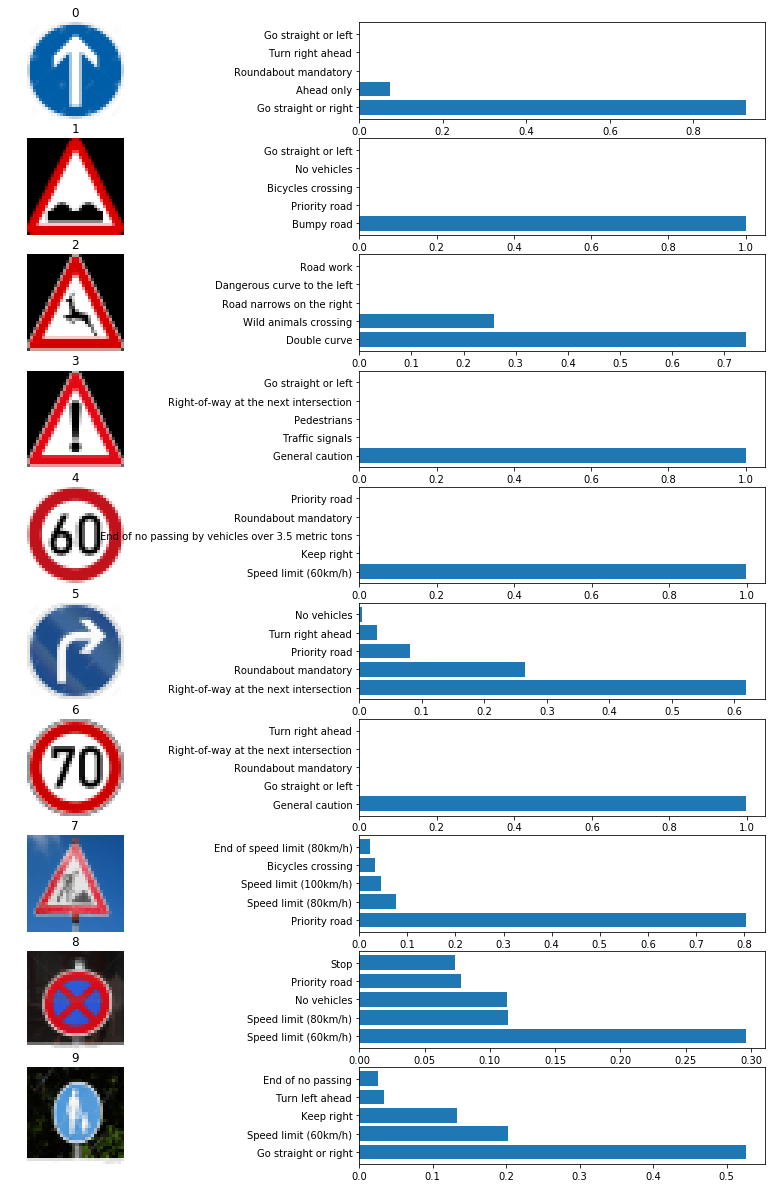 0
Go straight or left
Turn right ahead
Roundabout mandatory
Ahead only
Go straight or right
0.0 0.2 0.4 0.6 0.8
1
Go straight or left
No vehicles
Bicycles crossing
Priority road
Bumpy road
0.0 0.2 0.4 0.6 0.8 1.0
2
Road work
Dangerous curve to the left
Road narrows on the right
Wild animals crossing
Double curve
0.0 0.1 0.2 0.3 0.4 0.5 0.6 0.7
3
Go straight or left
Right-of-way at the next intersection
Pedestrians
Traffic signals
General caution
0.0 0.2 0.4 0.6 0.8 1.0
4
60
Priority road
Roundabout mandatory
End of no passing by vehicles over 3.5 metric tons
Keep right
Speed limit (60km/h)
0.0 0.2 0.4 0.6 0.8 1.0
5
No vehicles
Turn right ahead
Priority road
Roundabout mandatory
Right-of-way at the next intersection
0.0 0.1 0.2 0.3 0.4 0.5 0.6
6
70
Turn right ahead
Right-of-way at the next intersection
Roundabout mandatory
Go straight or left
General caution
0.0 0.2 0.4 0.6 0.8 1.0
7
End of speed limit (80km/h)
Bicycles crossing
Speed limit (100km/h)
Speed limit (80km/h)
Priority road
0.0 0.1 0.2 0.3 0.4 0.5 0.6 0.7 0.8
8
Stop
Priority road
No vehicles
Speed limit (80km/h)
Speed limit (60km/h)
0.00 0.05 0.10 0.15 0.20 0.25 0.30
9
End of no passing
Turn left ahead
Keep right
Speed limit (60km/h)
Go straight or right
0.0 0.1 0.2 0.3 0.4 0.5